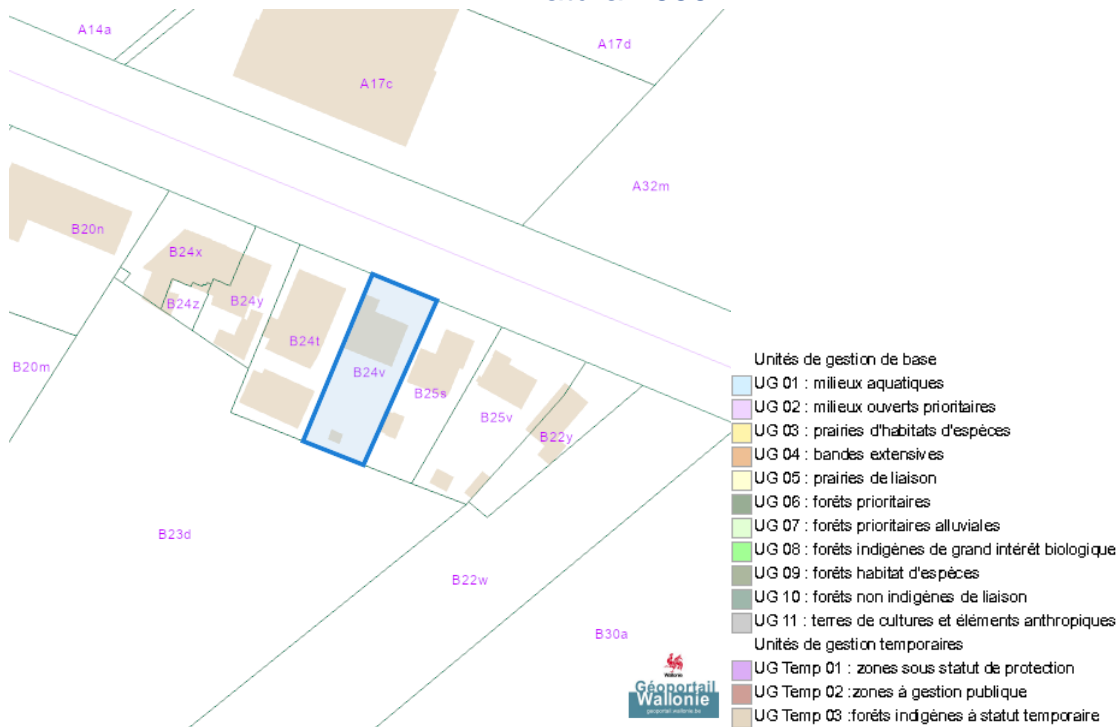 A14a
A17d
A17c
A32m
B20n
B24x
B24z
B24y
B24t
B20m
B24v
B25s
B25v
B22y
B23d
B22w
B30a
Wallonie
Géoportail
Wallonie
geoportail.wallonie.be
Unités de gestion de base
UG 01 : milieux aquatiques
UG 02 : milieux ouverts prioritaires
UG 03 : prairies d'habitats d'espèces
UG 04 : bandes extensives
UG 05 : prairies de liaison
UG 06 : forêts prioritaires
UG 07 : forêts prioritaires alluviales
UG 08 : forêts indigènes de grand intérêt biologique
UG 09 : forêts habitat d'espèces
UG 10 : forêts non indigènes de liaison
UG 11 : terres de cultures et éléments anthropiques
Unités de gestion temporaires
UG Temp 01 : zones sous statut de protection
UG Temp 02 :zones à gestion publique
UG Temp 03 :forêts indigènes à statut temporaire